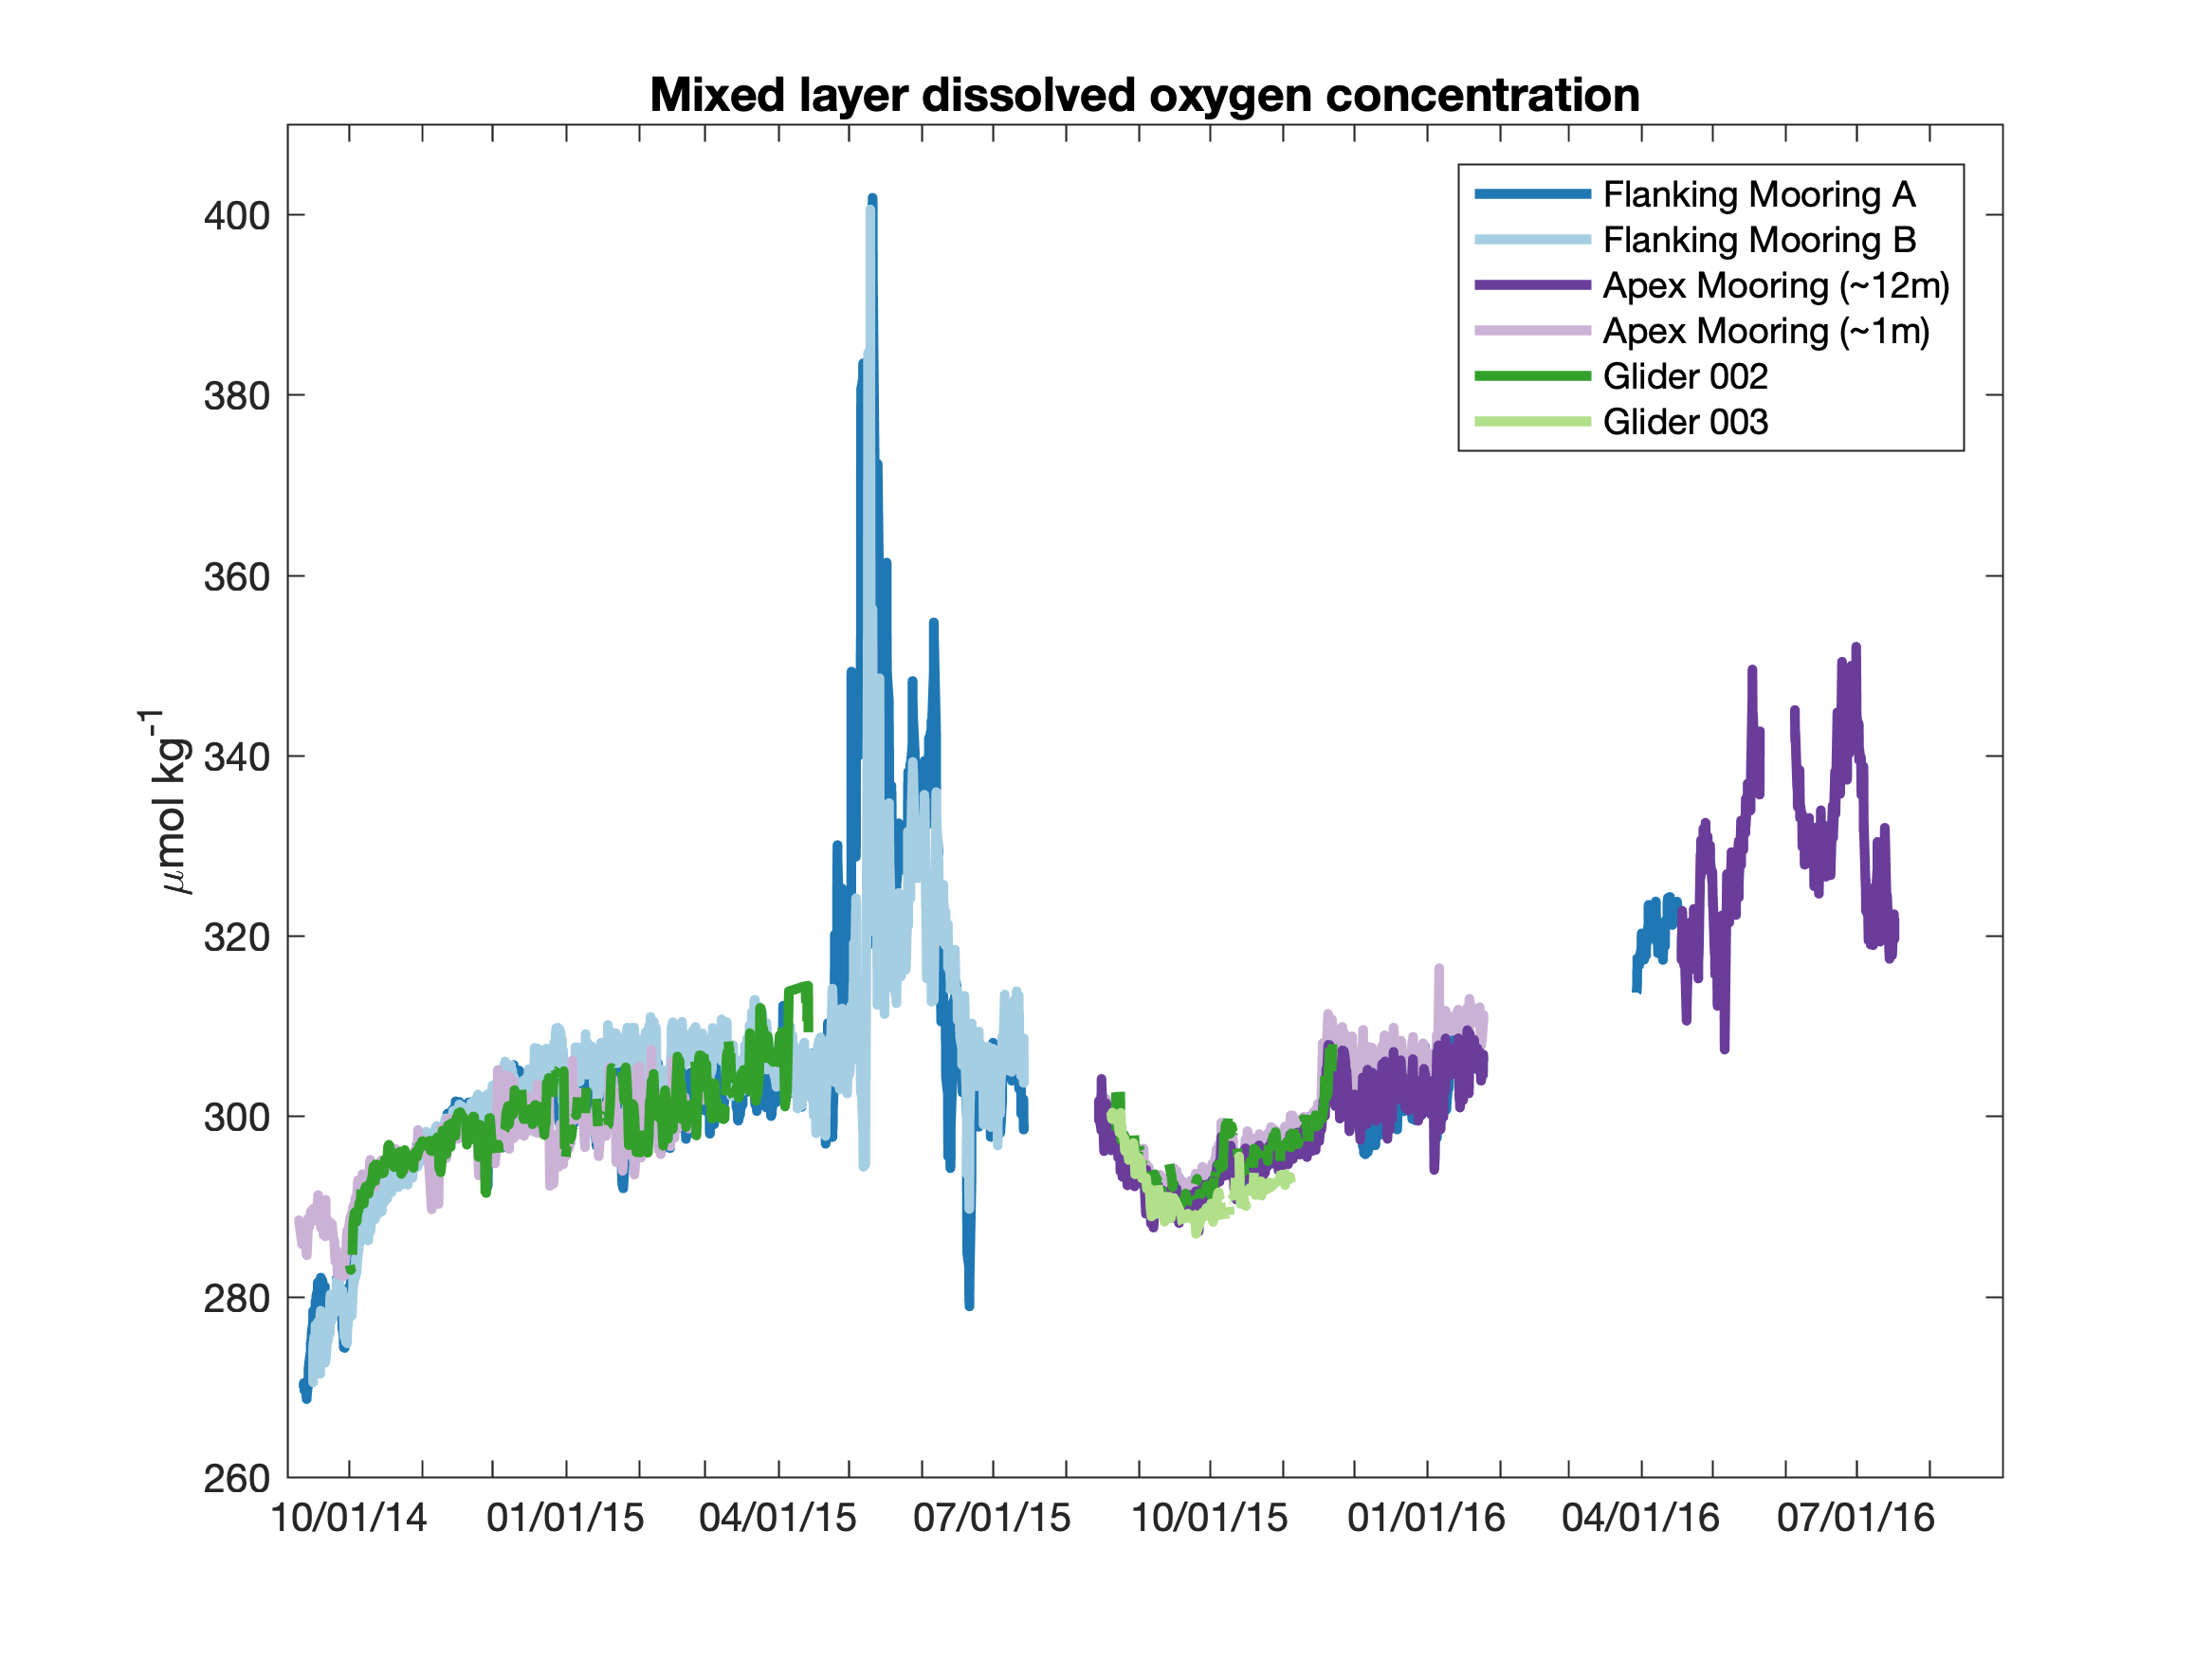 Mixed layer dissolved oxygen concentration
400
380
360
340
320
300
280
260
μmol kg⁻¹
Flanking Mooring A
Flanking Mooring B
Apex Mooring (~12m)
Apex Mooring (~1m)
Glider 002
Glider 003
10/01/14 01/01/15 04/01/15 07/01/15 10/01/15 01/01/16 04/01/16 07/01/16